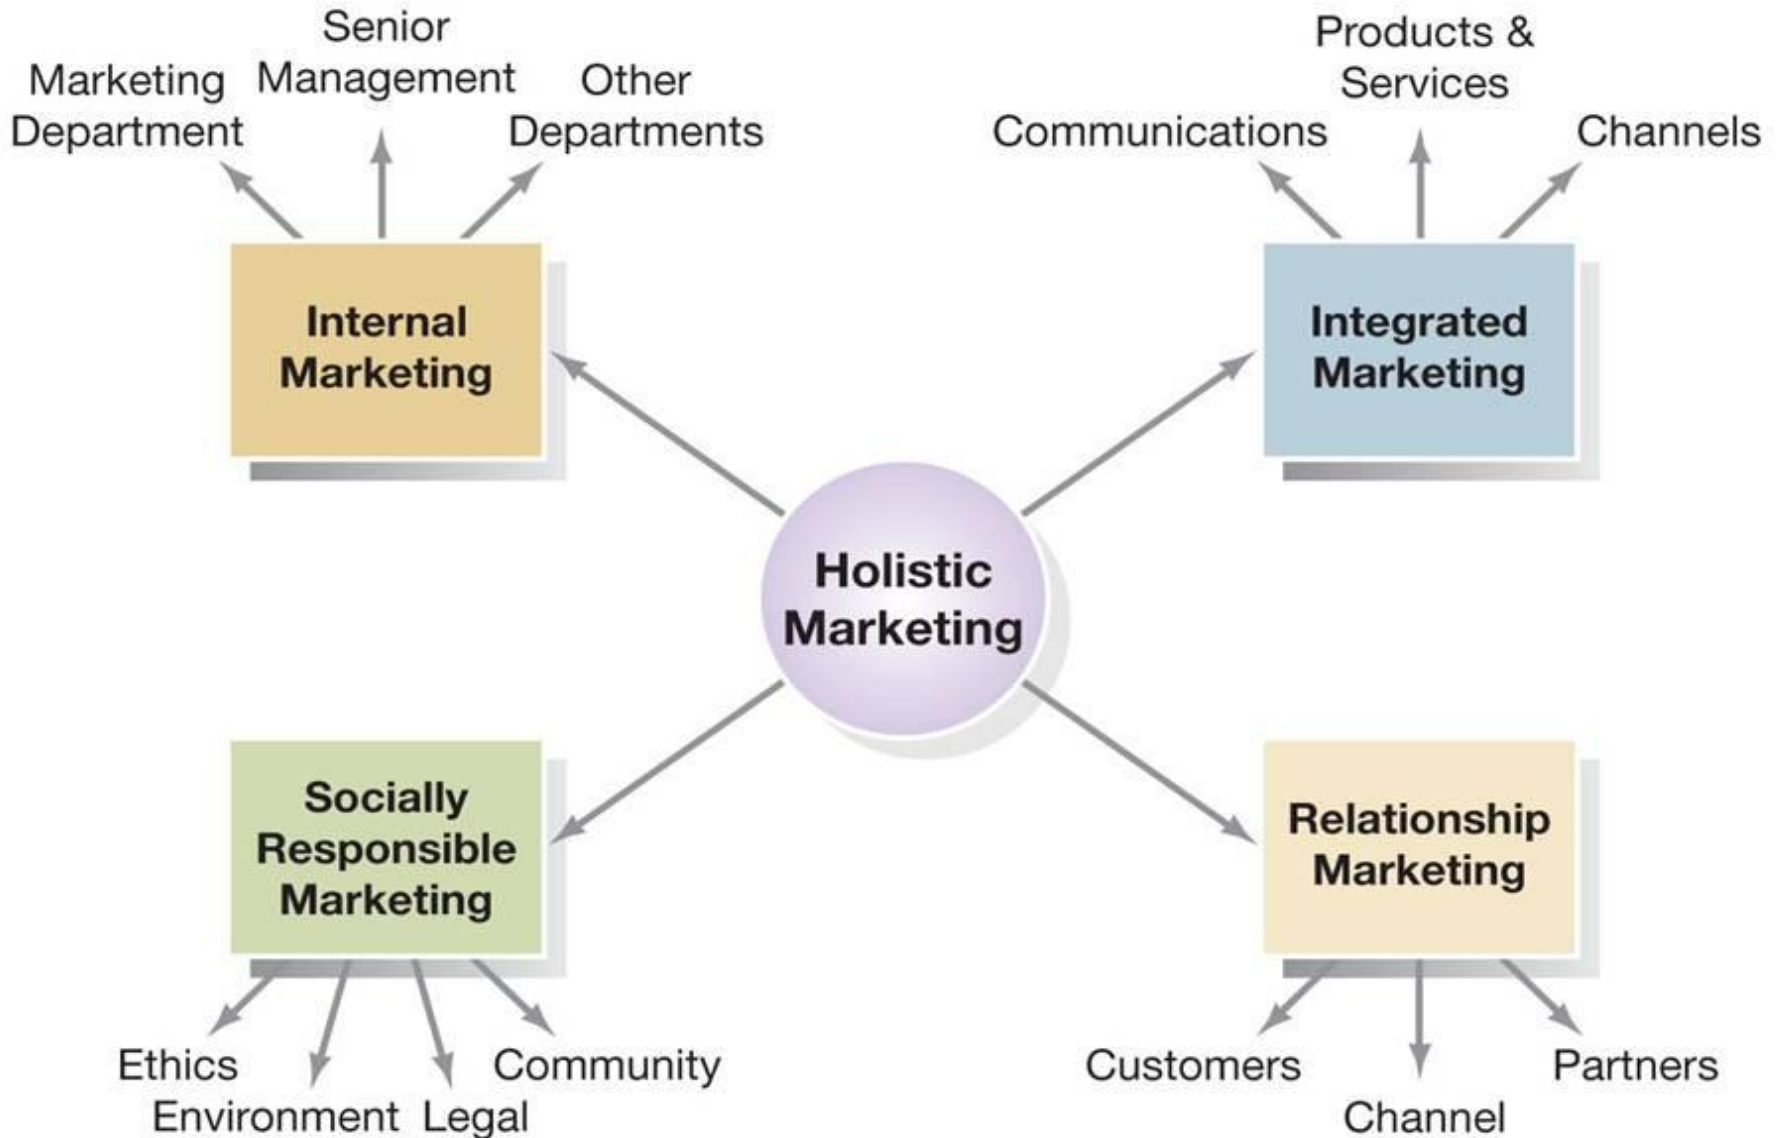 Senior
Management
Marketing
Department
Other
Departments
Products &
Services
Communications
Channels
Internal
Marketing
Integrated
Marketing
Holistic
Marketing
Socially
Responsible
Marketing
Relationship
Marketing
Ethics
Environment
Legal
Community
Customers
Channel
Partners